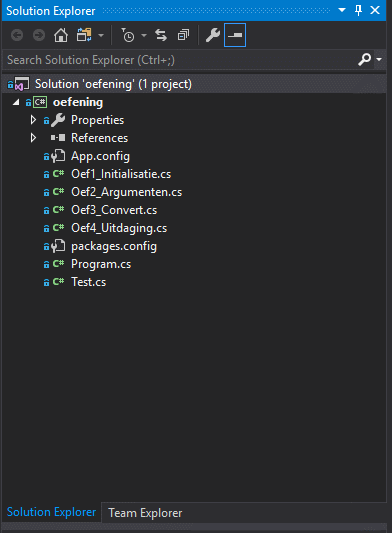 Solution Explorer
Search Solution Explorer (Ctrl+;)
Solution 'oefening' (1 project)
C# oefening
Properties
References
App.config
C# Oef1_Initialisatie.cs
C# Oef2_Argumenten.cs
C# Oef3_Convert.cs
C# Oef4_Uitdaging.cs
packages.config
C# Program.cs
C# Test.cs
Solution Explorer Team Explorer